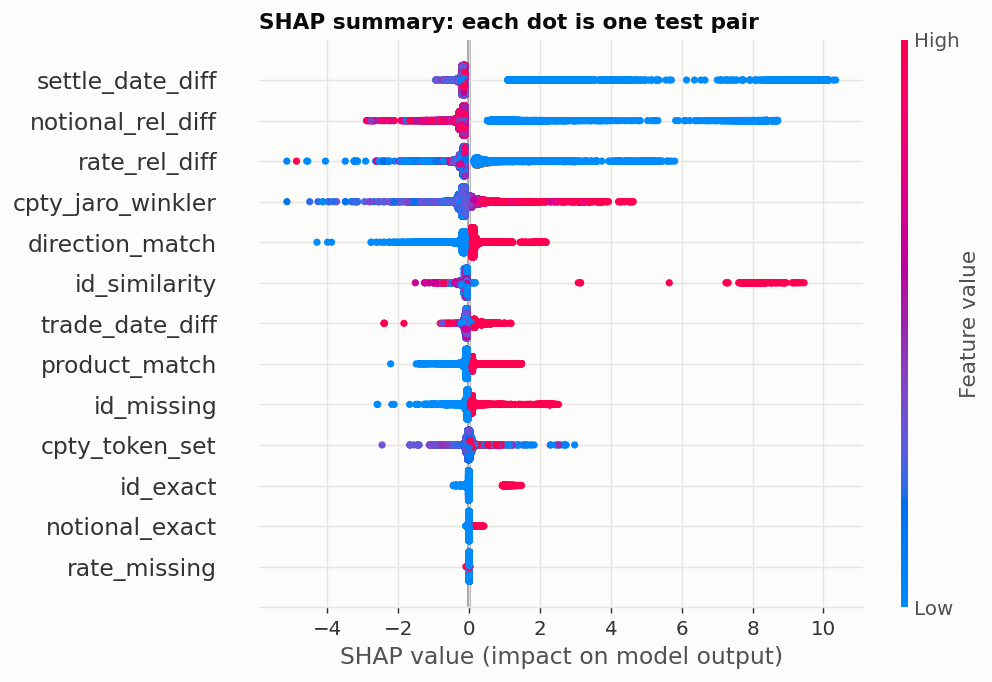 SHAP summary: each dot is one test pair
High
settle_date_diff
notional_rel_diff
rate_rel_diff
cpty_jaro_winkler
direction_match
id_similarity
trade_date_diff
product_match
id_missing
cpty_token_set
id_exact
notional_exact
rate_missing
Feature value
Low
−4 −2 0 2 4 6 8 10
SHAP value (impact on model output)